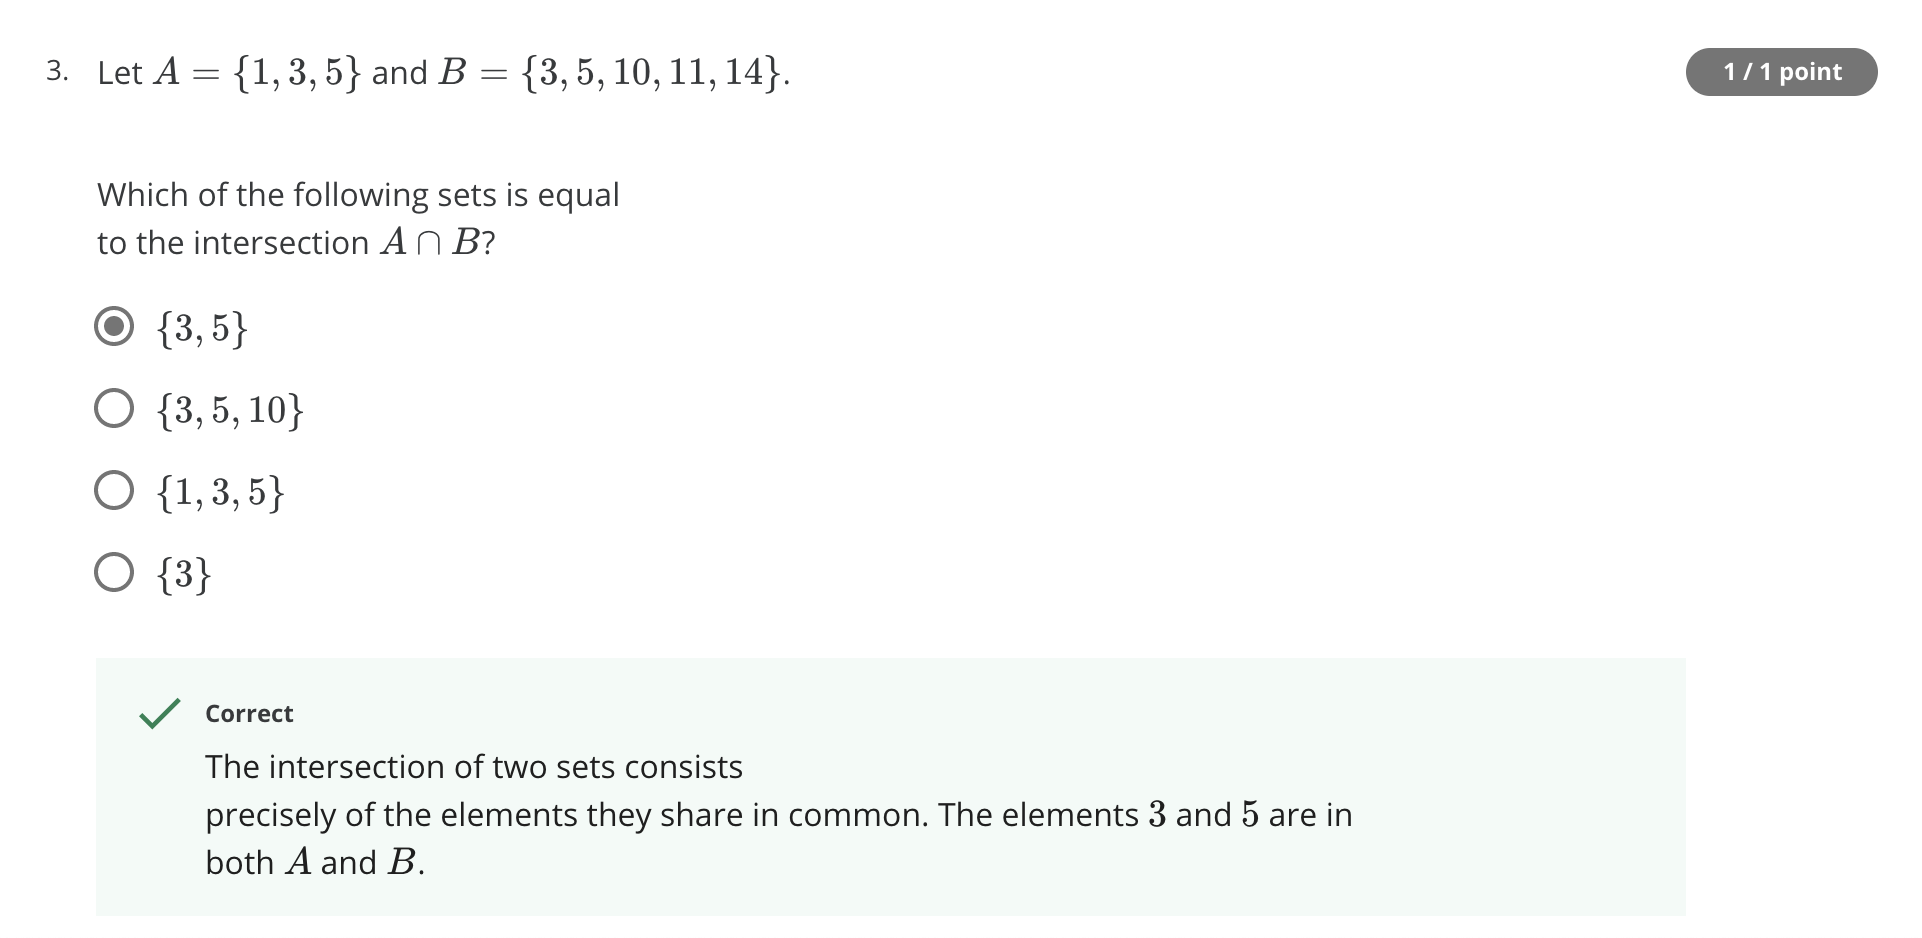 3. Let A = {1, 3, 5} and B = {3, 5, 10, 11, 14}.
1 / 1 point
Which of the following sets is equal
to the intersection A ∩ B?
{3, 5}
{3, 5, 10}
{1, 3, 5}
{3}
Correct
The intersection of two sets consists
precisely of the elements they share in common. The elements 3 and 5 are in
both A and B.